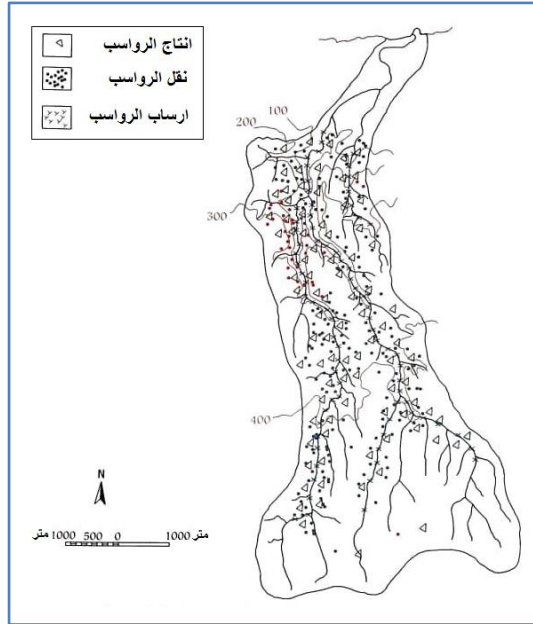 انتاج الرواسب
نقل الرواسب
ارساب الرواسب
100
200
300
400
N
متر 1000 500 0 1000 متر